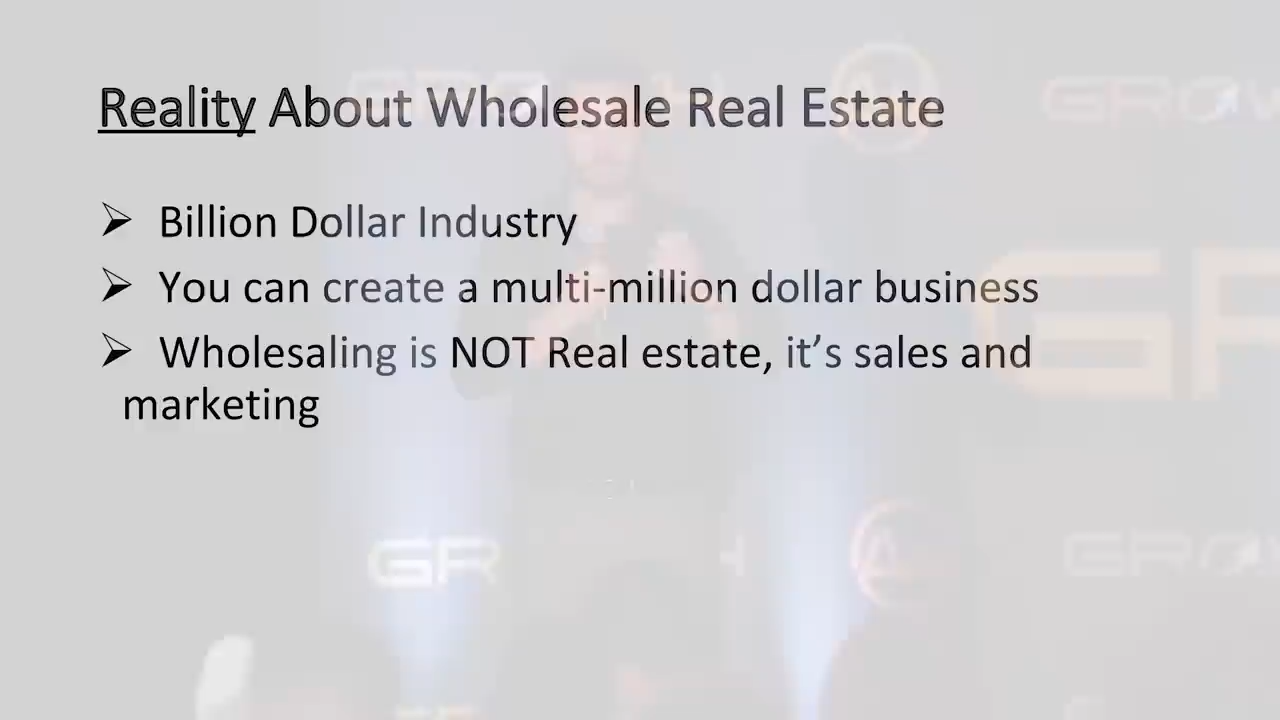 Reality About Wholesale Real Estate
➢ Billion Dollar Industry
➢ You can create a multi-million dollar business
➢ Wholesaling is NOT Real estate, it’s sales and
marketing